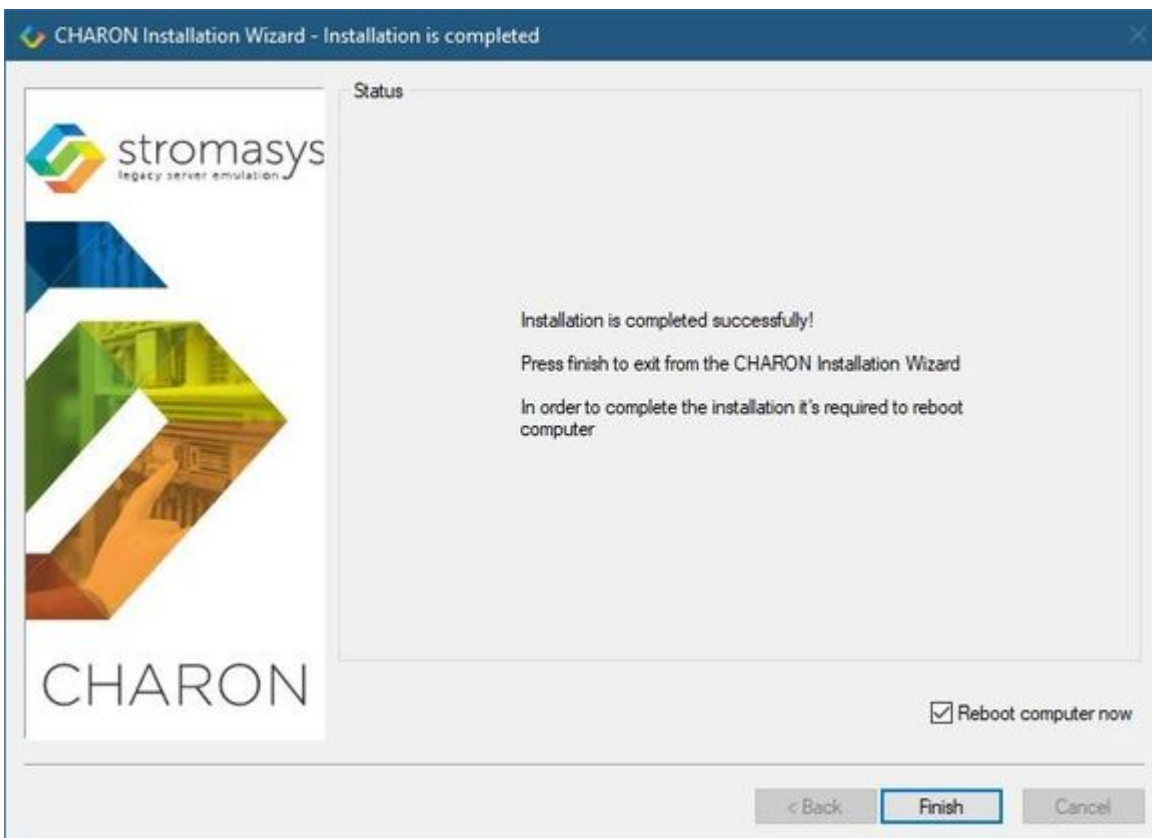 CHARON Installation Wizard - Installation is completed
Status
stromasys
legacy server emulation
Installation is completed successfully!
Press finish to exit from the CHARON Installation Wizard
In order to complete the installation it's required to reboot
computer
CHARON
Reboot computer now
< Back
Finish
Cancel